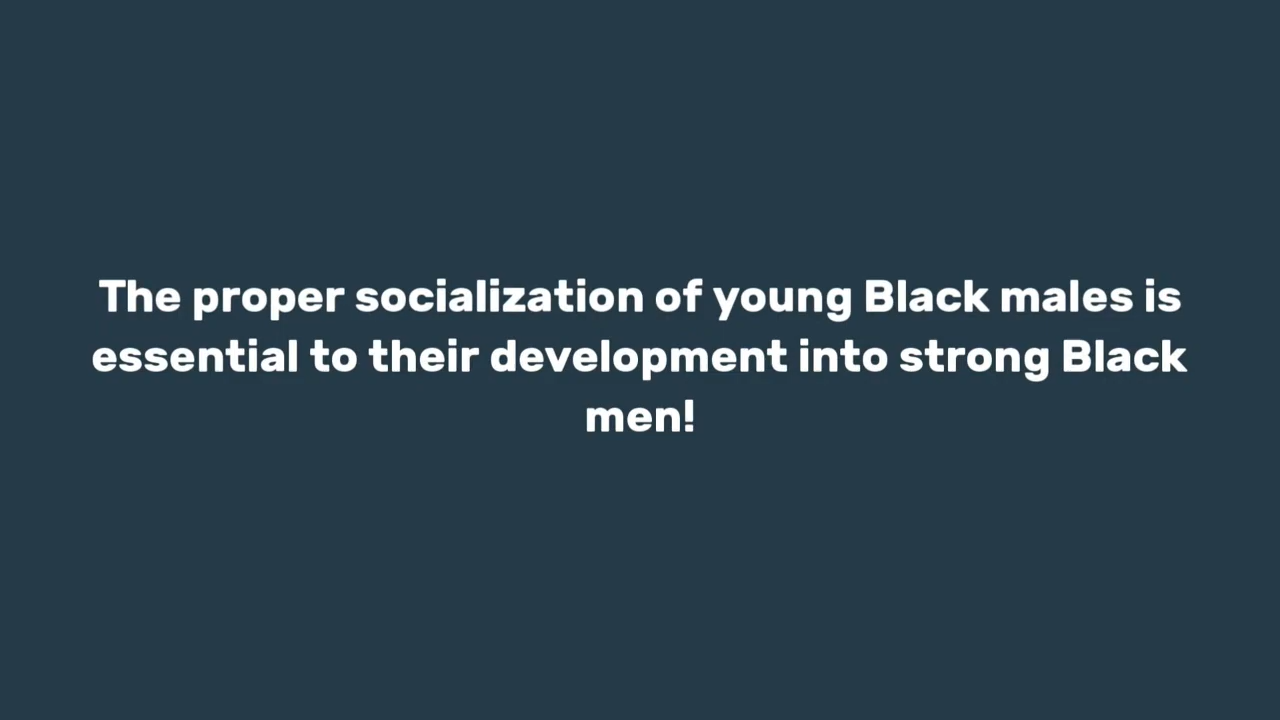 The proper socialization of young Black males is
essential to their development into strong Black
men!